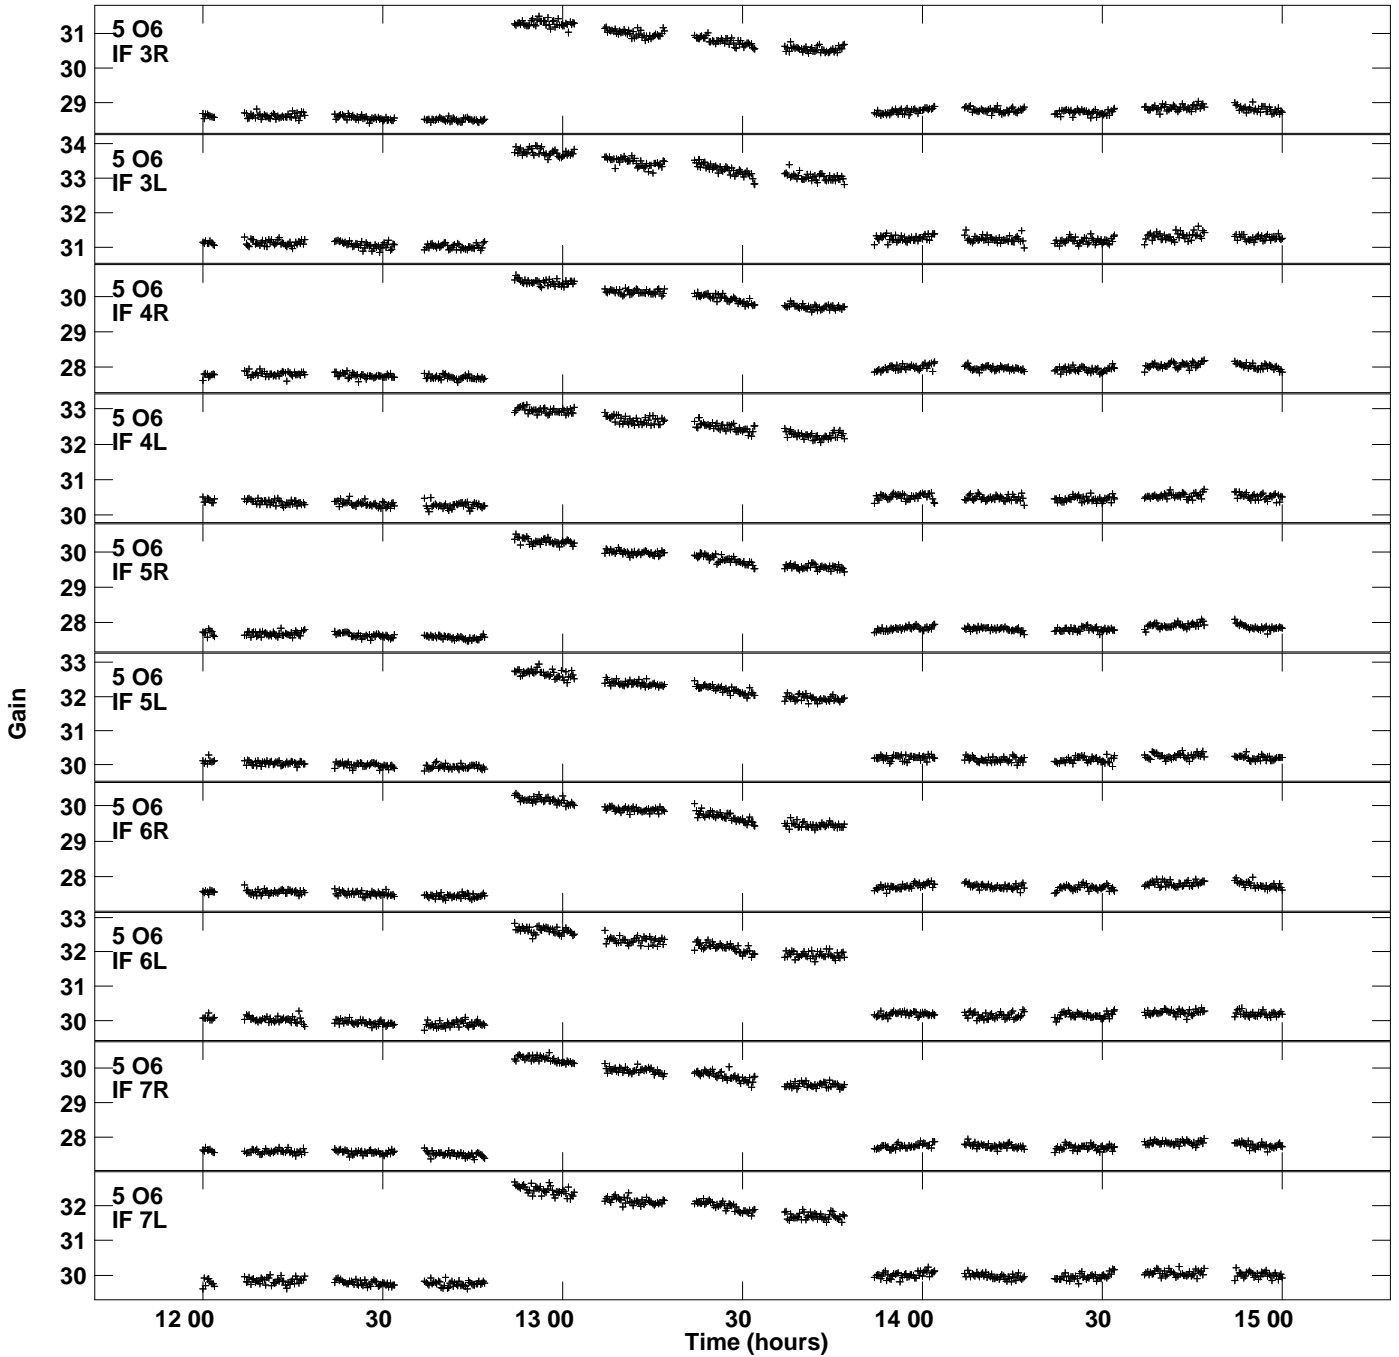 5 O6
IF 3R
31
30
29
5 O6
IF 3L
34
33
32
31
5 O6
IF 4R
30
29
28
5 O6
IF 4L
33
32
31
30
5 O6
IF 5R
30
29
28
5 O6
IF 5L
33
32
31
30
5 O6
IF 6R
30
29
28
5 O6
IF 6L
33
32
31
30
5 O6
IF 7R
30
29
28
5 O6
IF 7L
32
31
30
Gain
12 00 30 13 00 30 14 00 30 15 00
Time (hours)